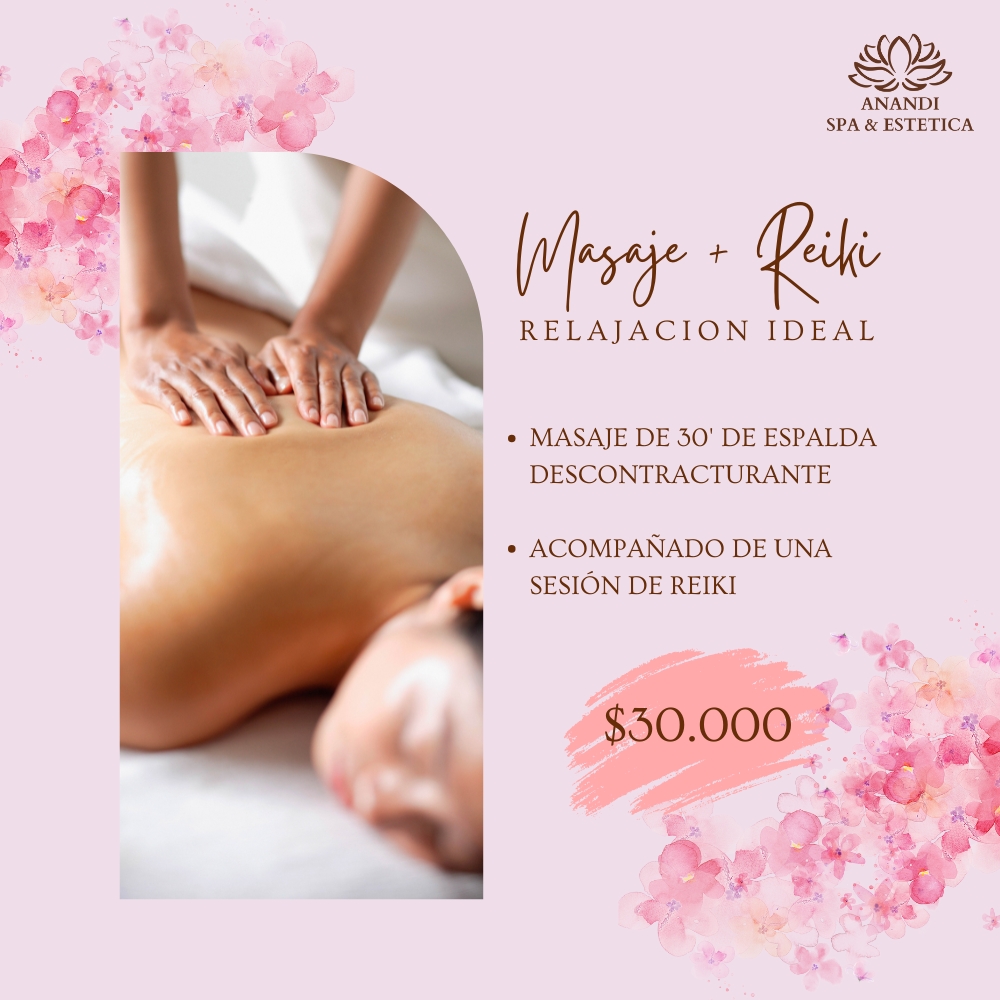 ANANDI
SPA & ESTETICA
Masaje + Reiki
RELAJACION IDEAL
• MASAJE DE 30' DE ESPALDA
DESCONTRACTURANTE
• ACOMPAÑADO DE UNA
SESIÓN DE REIKI
$30.000